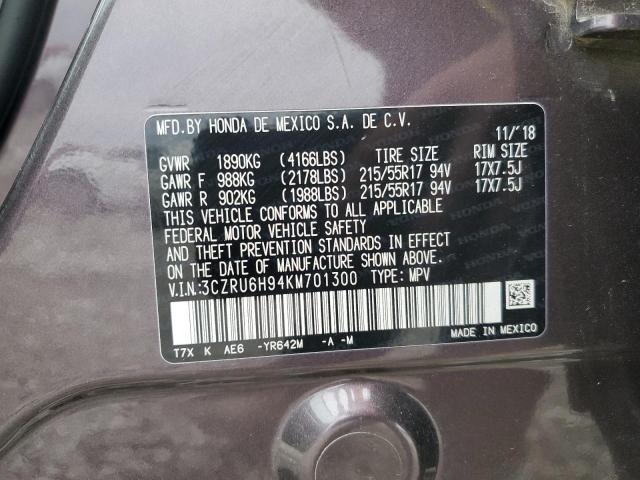 MFD.BY HONDA DE MEXICO S.A. DE C.V.
11/'18
GVWR 1890KG (4166LBS) TIRE SIZE RIM SIZE
GAWR F 988KG (2178LBS) 215/55R17 94V 17X7.5J
GAWR R 902KG (1988LBS) 215/55R17 94V 17X7.5J
THIS VEHICLE CONFORMS TO ALL APPLICABLE
FEDERAL MOTOR VEHICLE SAFETY
AND THEFT PREVENTION STANDARDS IN EFFECT
ON THE DATE OF MANUFACTURE SHOWN ABOVE.
V.I.N:3CZRU6H94KM701300 TYPE: MPV
T7X K AE6 -YR642M -A -M
MADE IN MEXICO